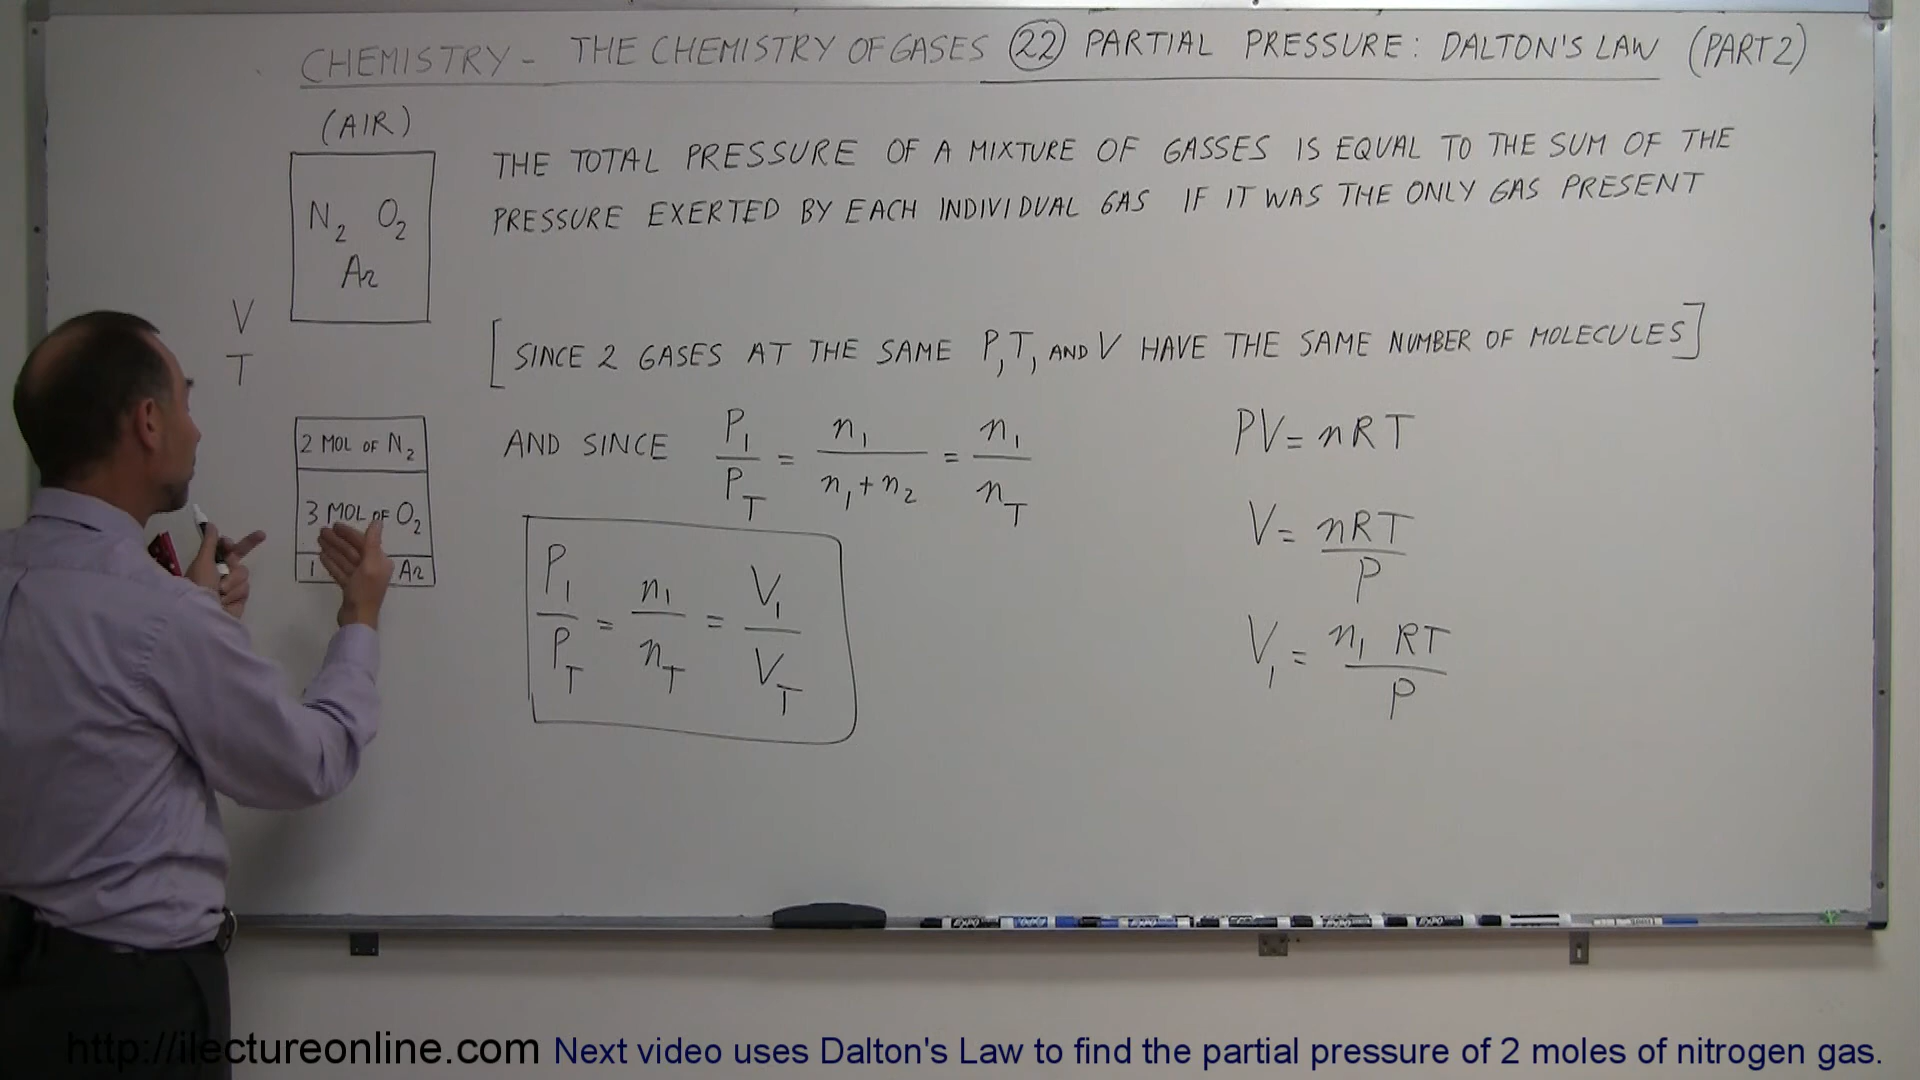 CHEMISTRY - THE CHEMISTRY OF GASES 22 PARTIAL PRESSURE: DALTON'S LAW (PART 2)
(AIR)
N2 O2
Ar
THE TOTAL PRESSURE OF A MIXTURE OF GASSES IS EQUAL TO THE SUM OF THE
PRESSURE EXERTED BY EACH INDIVIDUAL GAS IF IT WAS THE ONLY GAS PRESENT
V
T
[SINCE 2 GASES AT THE SAME P, T, AND V HAVE THE SAME NUMBER OF MOLECULES]
2 MOL OF N2
3 MOL OF O2
1 Ar
AND SINCE P1/PT = n1/(n1+n2) = n1/nT
P1/PT = n1/nT = V1/VT
PV = nRT
V = nRT/P
V1 = n1 RT/P
http://ilectureonline.com Next video uses Dalton's Law to find the partial pressure of 2 moles of nitrogen gas.